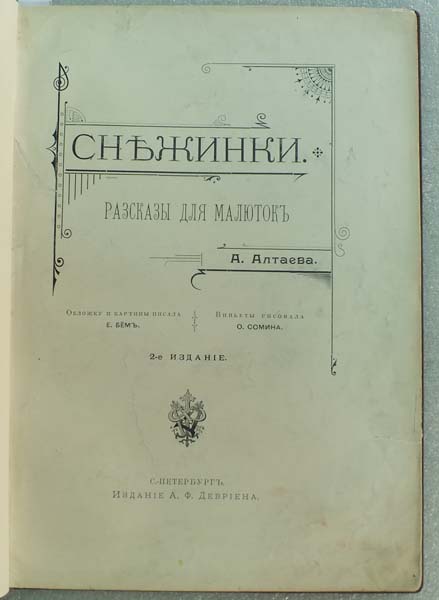 СНѢЖИНКИ.
РАЗСКАЗЫ ДЛЯ МАЛЮТОКЪ
А. Алтаева.
Обложку и картины писала
Е. БЁМЪ.
Виньеты рисовала
О. СОМИНА.
2-е ИЗДАНІЕ.
С.-ПЕТЕРБУРГЪ.
Изданіе А. Ф. Девріена.